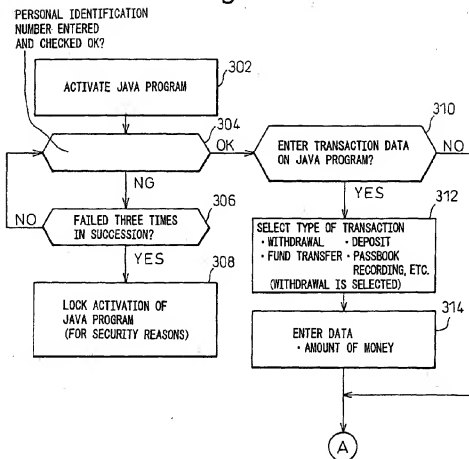 PERSONAL IDENTIFICATION
NUMBER ENTERED
AND CHECKED OK?
302
ACTIVATE JAVA PROGRAM
304
OK
NG
306
NO
FAILED THREE TIMES
IN SUCCESSION?
YES
308
LOCK ACTIVATION OF
JAVA PROGRAM
(FOR SECURITY REASONS)
310
ENTER TRANSACTION DATA
ON JAVA PROGRAM?
NO
YES
312
SELECT TYPE OF TRANSACTION
・WITHDRAWAL ・DEPOSIT
・FUND TRANSFER ・PASSBOOK
RECORDING, ETC.
(WITHDRAWAL IS SELECTED)
314
ENTER DATA
・AMOUNT OF MONEY
A